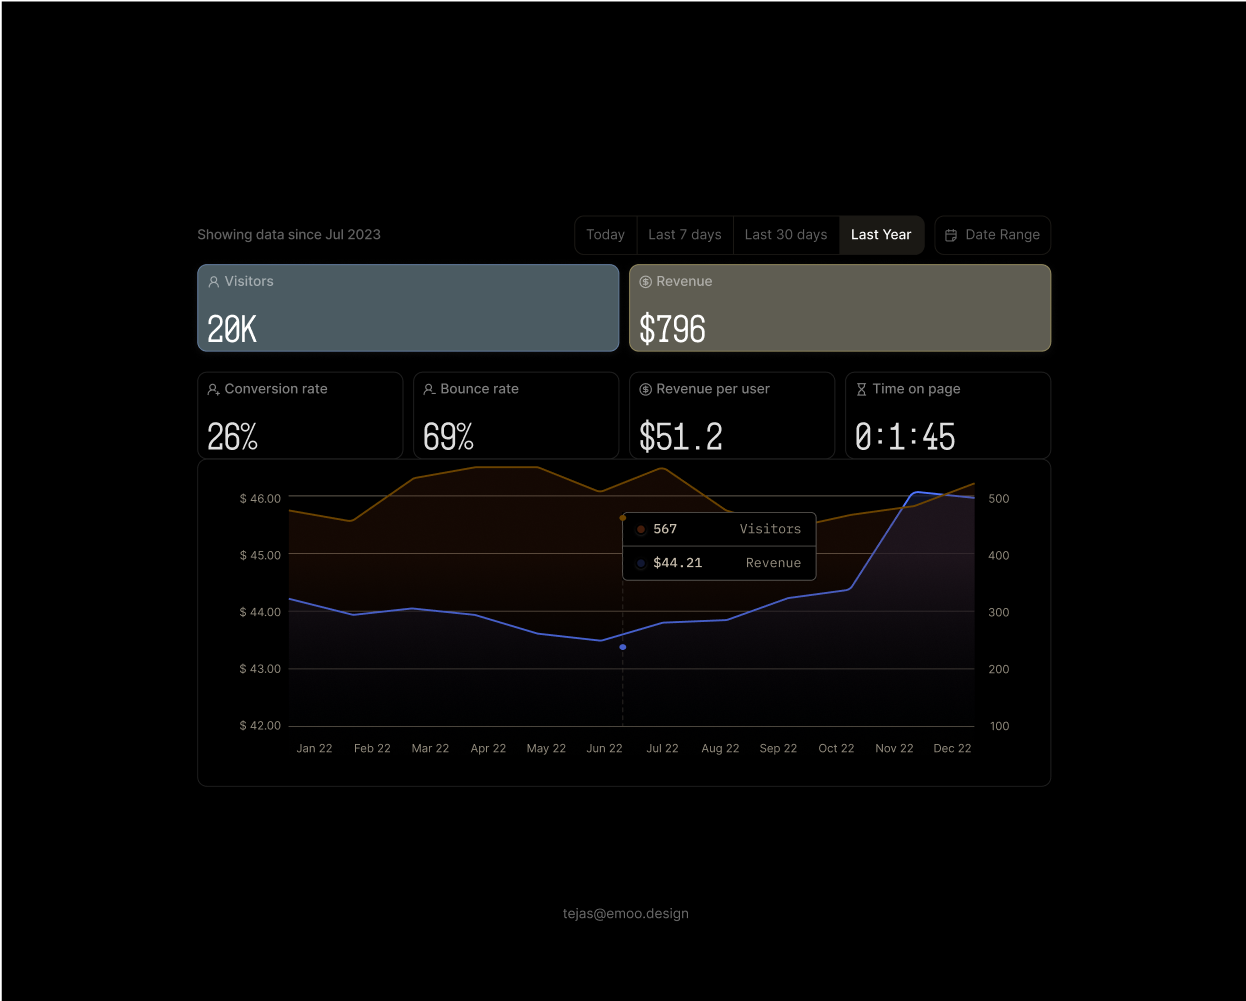 Showing data since Jul 2023
Today Last 7 days Last 30 days Last Year Date Range
Visitors
20K
Revenue
$796
Conversion rate
26%
Bounce rate
69%
Revenue per user
$51.2
Time on page
0:1:45
$ 46.00
$ 45.00
$ 44.00
$ 43.00
$ 42.00
567 Visitors
$44.21 Revenue
500
400
300
200
100
Jan 22 Feb 22 Mar 22 Apr 22 May 22 Jun 22 Jul 22 Aug 22 Sep 22 Oct 22 Nov 22 Dec 22
tejas@emoo.design